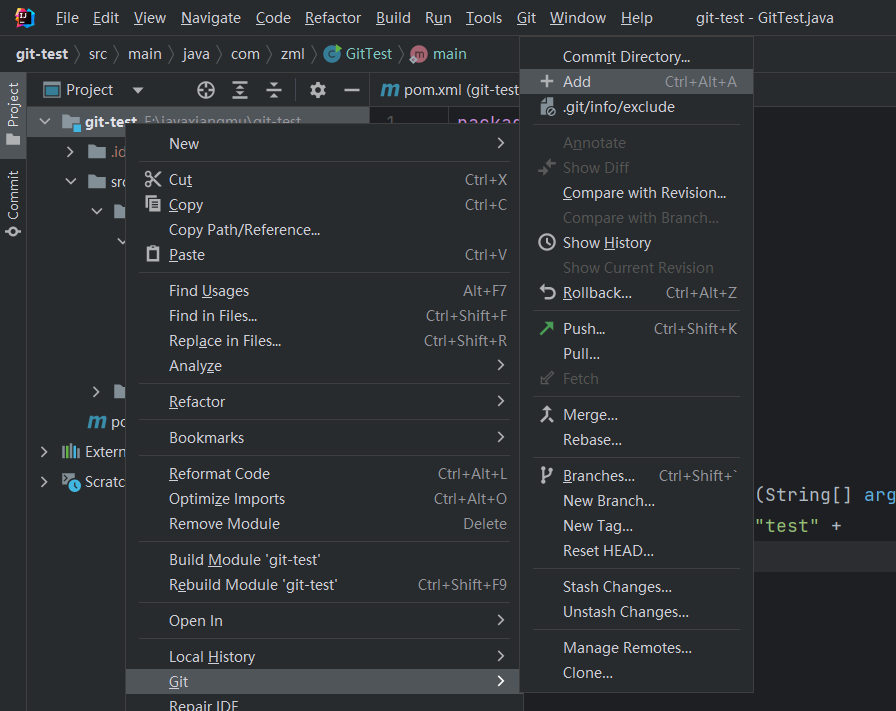 File Edit View Navigate Code Refactor Build Run Tools Git Window Help git-test - GitTest.java
git-test src main java com zml GitTest main
Project
pom.xml (git-test
Project
Commit
git-test E:\javaxiangmu\git-test
.id
src
po
Extern
Scratc
1
packag
New
Cut Ctrl+X
Copy Ctrl+C
Copy Path/Reference...
Paste Ctrl+V
Find Usages Alt+F7
Find in Files... Ctrl+Shift+F
Replace in Files... Ctrl+Shift+R
Analyze
Refactor
Bookmarks
Reformat Code Ctrl+Alt+L
Optimize Imports Ctrl+Alt+O
Remove Module Delete
Build Module 'git-test'
Rebuild Module 'git-test' Ctrl+Shift+F9
Open In
Local History
Git
Repair IDE
Commit Directory...
Add Ctrl+Alt+A
.git/info/exclude
Annotate
Show Diff
Compare with Revision...
Compare with Branch...
Show History
Show Current Revision
Rollback... Ctrl+Alt+Z
Push... Ctrl+Shift+K
Pull...
Fetch
Merge...
Rebase...
Branches... Ctrl+Shift+`
New Branch...
New Tag...
Reset HEAD...
Stash Changes...
Unstash Changes...
Manage Remotes...
Clone...
(String[] arg
"test" +